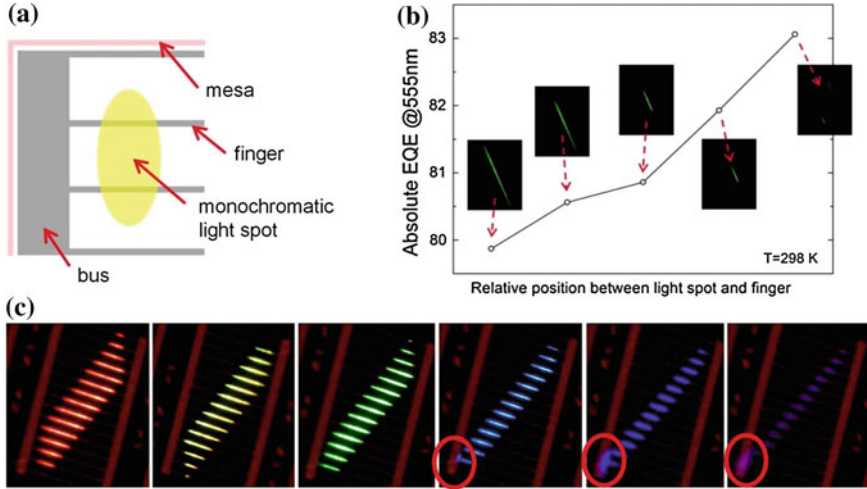 (a)
mesa
finger
monochromatic
light spot
bus
(b)
Absolute EQE @555nm
83
82
81
80
T=298 K
Relative position between light spot and finger
(c)